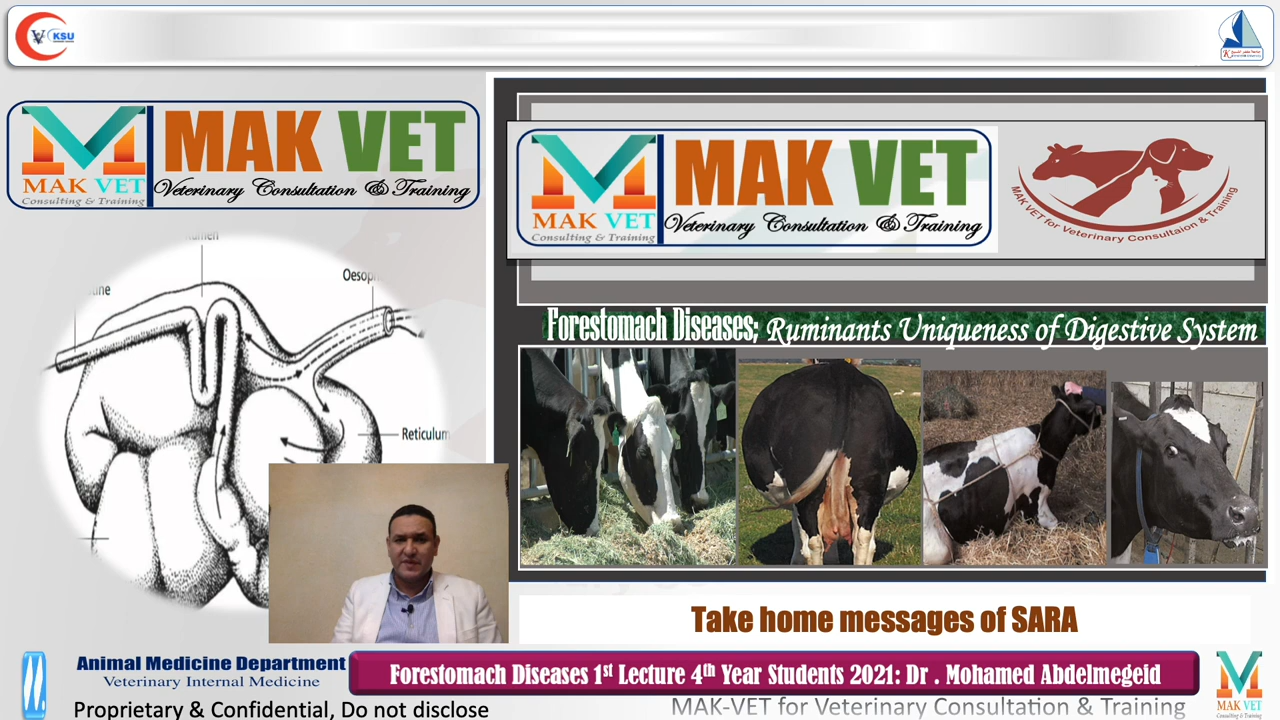 KSU
MAK VET
Veterinary Consultation & Training
MAK VET
Consulting & Training
MAK VET
Veterinary Consultation & Training
MAK VET
Consulting & Training
MAK VET for Veterinary Consultaion & Training
Oesop
Reticulum
Forestomach Diseases; Ruminants Uniqueness of Digestive System
Take home messages of SARA
Animal Medicine Department
Veterinary Internal Medicine
Forestomach Diseases 1st Lecture 4th Year Students 2021: Dr . Mohamed Abdelmegeid
Proprietary & Confidential, Do not disclose
MAK-VET for Veterinary Consultation & Training
MAK VET
Consulting & Training